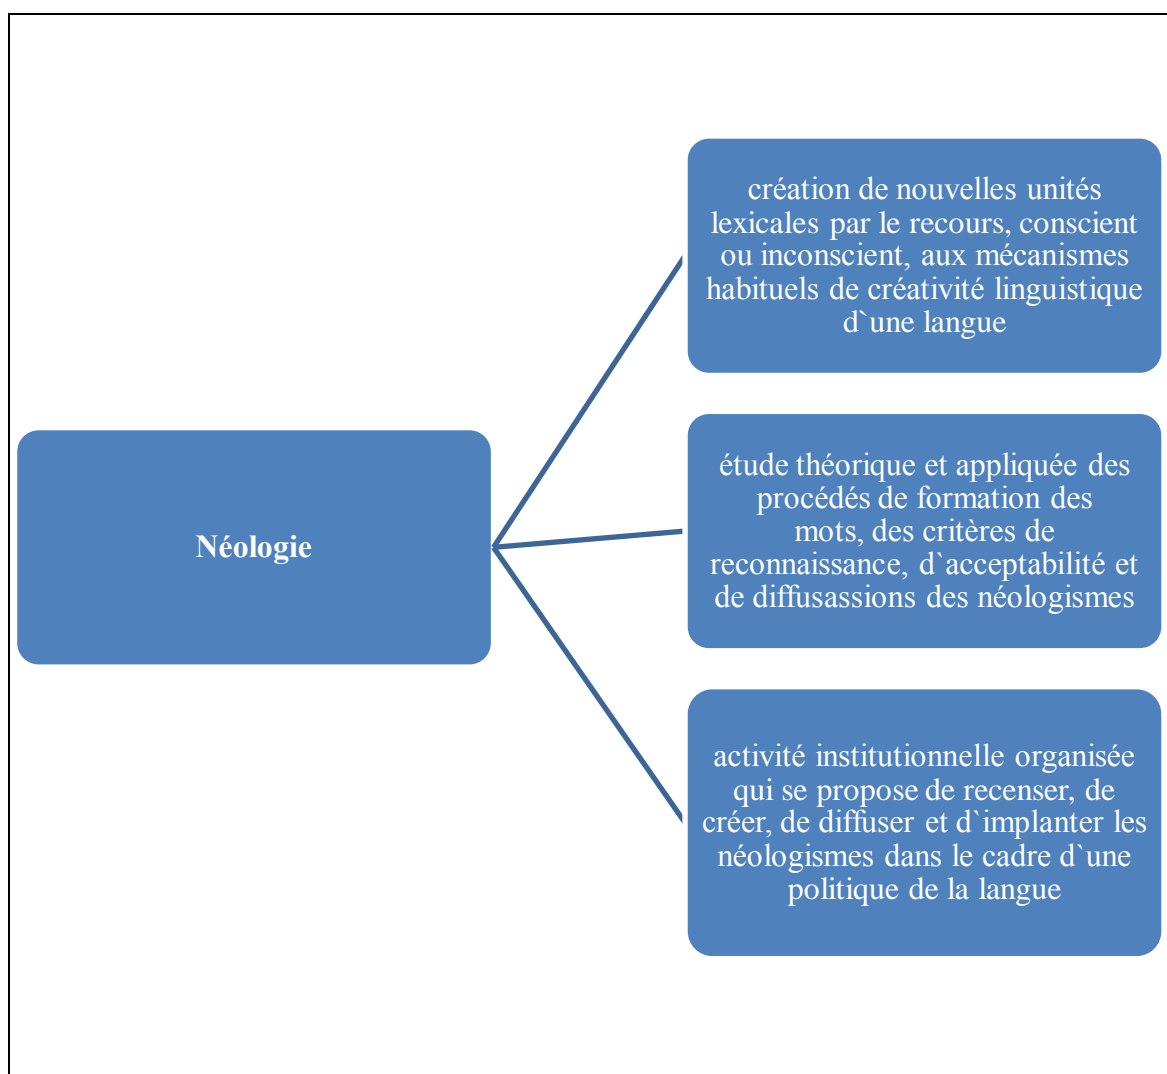 Néologie
création de nouvelles unités
lexicales par le recours, conscient
ou inconscient, aux mécanismes
habituels de créativité linguistique
d`une langue
étude théorique et appliquée des
procédés de formation des
mots, des critères de
reconnaissance, d`acceptabilité et
de diffusassions des néologismes
activité institutionnelle organisée
qui se propose de recenser, de
créer, de diffuser et d`implanter les
néologismes dans le cadre d`une
politique de la langue